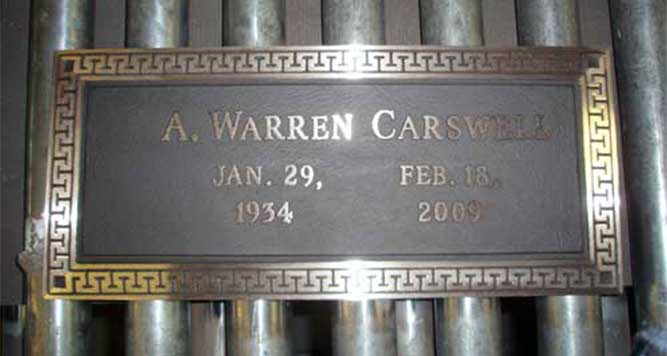 A. WARREN CARSWELL
JAN. 29, FEB. 18,
1934 2009